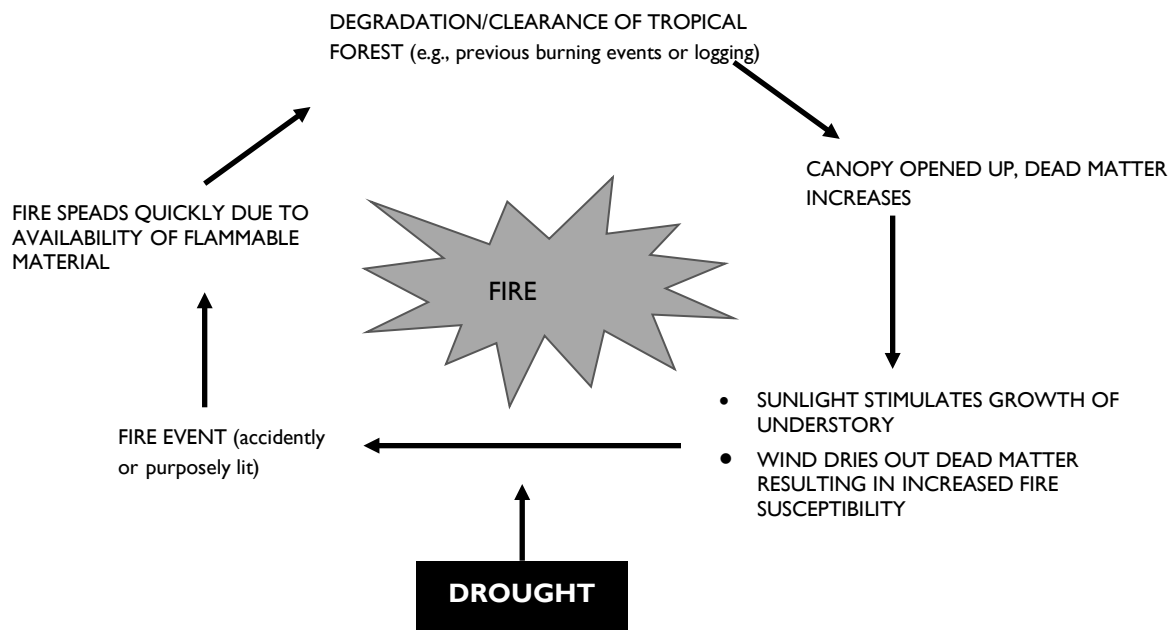 DEGRADATION/CLEARANCE OF TROPICAL
FOREST (e.g., previous burning events or logging)
CANOPY OPENED UP, DEAD MATTER
INCREASES
• SUNLIGHT STIMULATES GROWTH OF
UNDERSTORY
• WIND DRIES OUT DEAD MATTER
RESULTING IN INCREASED FIRE
SUSCEPTIBILITY
DROUGHT
FIRE EVENT (accidently
or purposely lit)
FIRE SPEADS QUICKLY DUE TO
AVAILABILITY OF FLAMMABLE
MATERIAL
FIRE